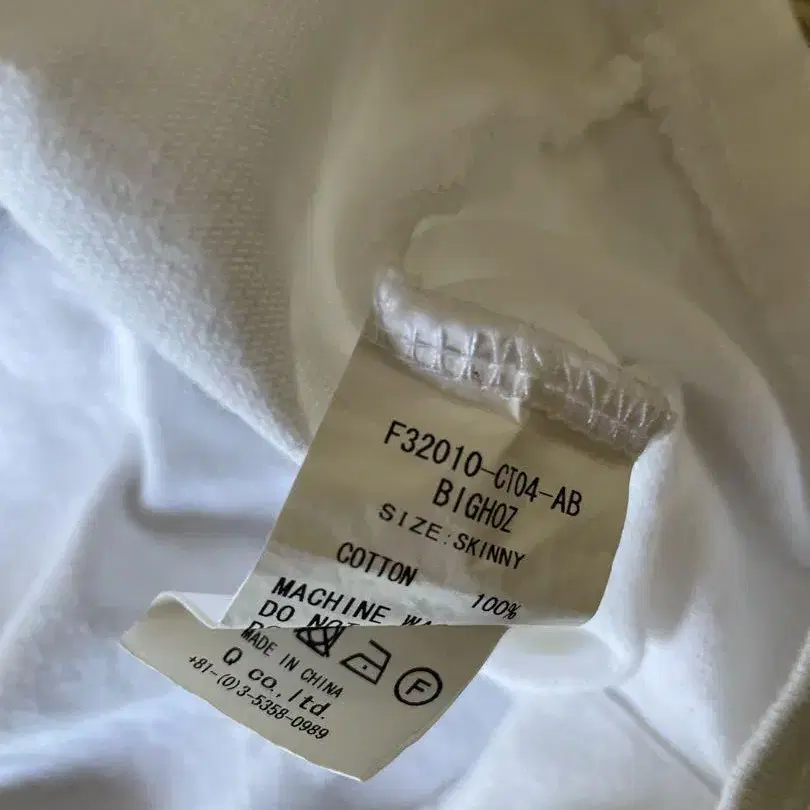 F32010-CT04-AB
BIGHOZ
SIZE:SKINNY
COTTON 100%
MACHINE
DO NOT
F
MADE IN CHINA
Q co., ltd.
+81-(0)3-5358-0989